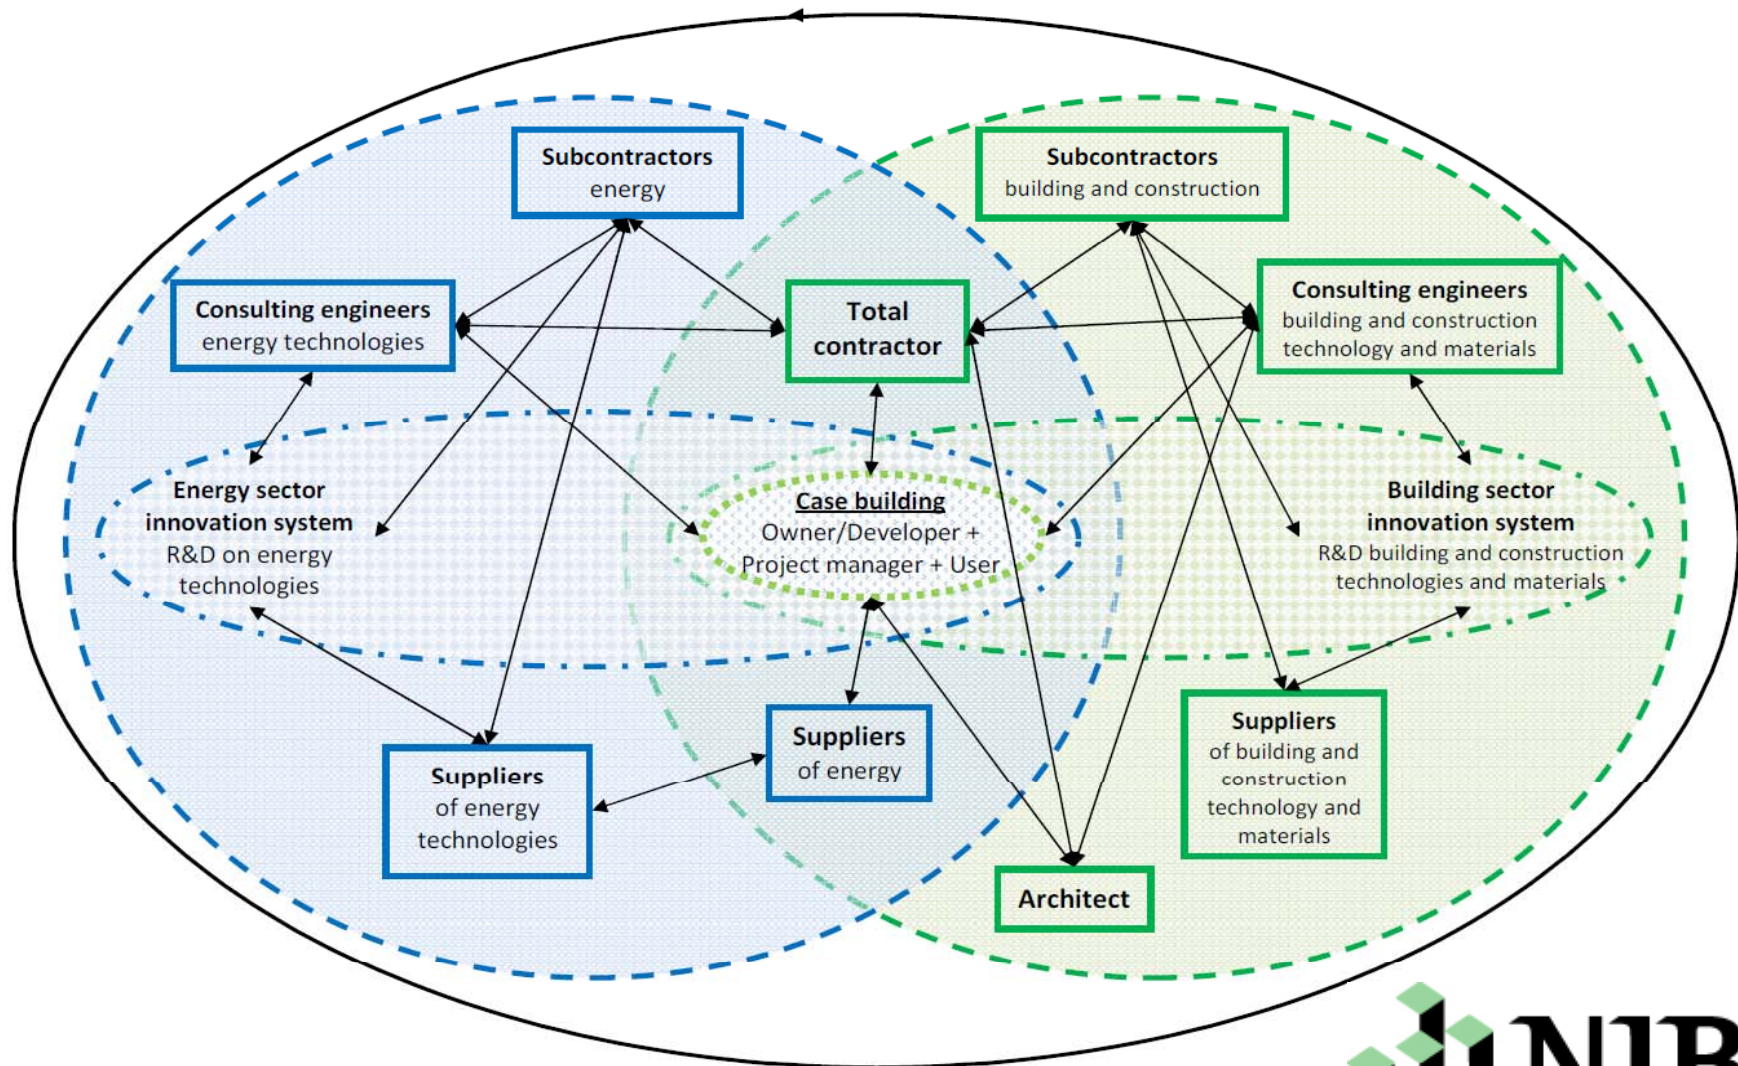 Subcontractors
energy
Subcontractors
building and construction
Consulting engineers
energy technologies
Total
contractor
Consulting engineers
building and construction
technology and materials
Energy sector
innovation system
R&D on energy
technologies
Case building
Owner/Developer +
Project manager + User
Building sector
innovation system
R&D building and construction
technologies and materials
Suppliers
of energy
technologies
Suppliers
of energy
Suppliers
of building and
construction
technology and
materials
Architect